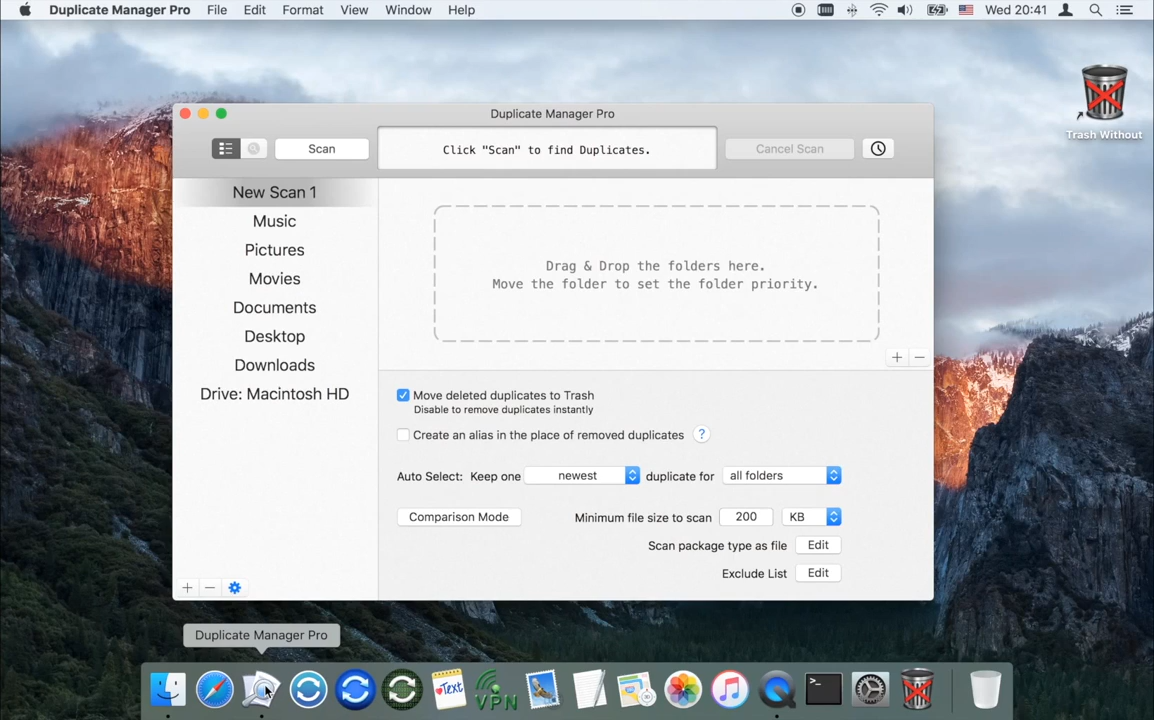 Duplicate Manager Pro File Edit Format View Window Help Wed 20:41
Trash Without
Duplicate Manager Pro
Scan
Click "Scan" to find Duplicates.
Cancel Scan
New Scan 1
Music
Pictures
Movies
Documents
Desktop
Downloads
Drive: Macintosh HD
Drag & Drop the folders here.
Move the folder to set the folder priority.
Move deleted duplicates to Trash
Disable to remove duplicates instantly
Create an alias in the place of removed duplicates ?
Auto Select: Keep one newest duplicate for all folders
Comparison Mode Minimum file size to scan 200 KB
Scan package type as file Edit
Exclude List Edit
Duplicate Manager Pro
Text
VPN